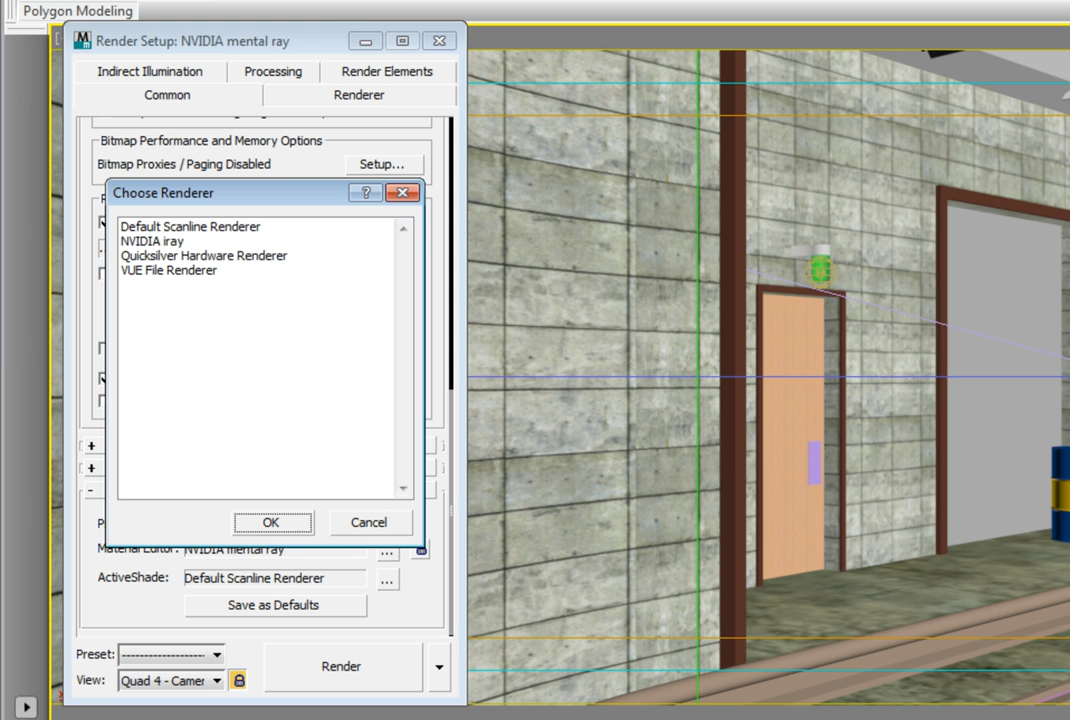 Polygon Modeling
Render Setup: NVIDIA mental ray
Indirect Illumination
Processing
Render Elements
Common
Renderer
Bitmap Performance and Memory Options
Bitmap Proxies / Paging Disabled
Setup...
Choose Renderer
Default Scanline Renderer
NVIDIA iray
Quicksilver Hardware Renderer
VUE File Renderer
OK
Cancel
Material Editor: NVIDIA mental ray ...
ActiveShade: Default Scanline Renderer ...
Save as Defaults
Preset: -------------------
View: Quad 4 - Camer
Render